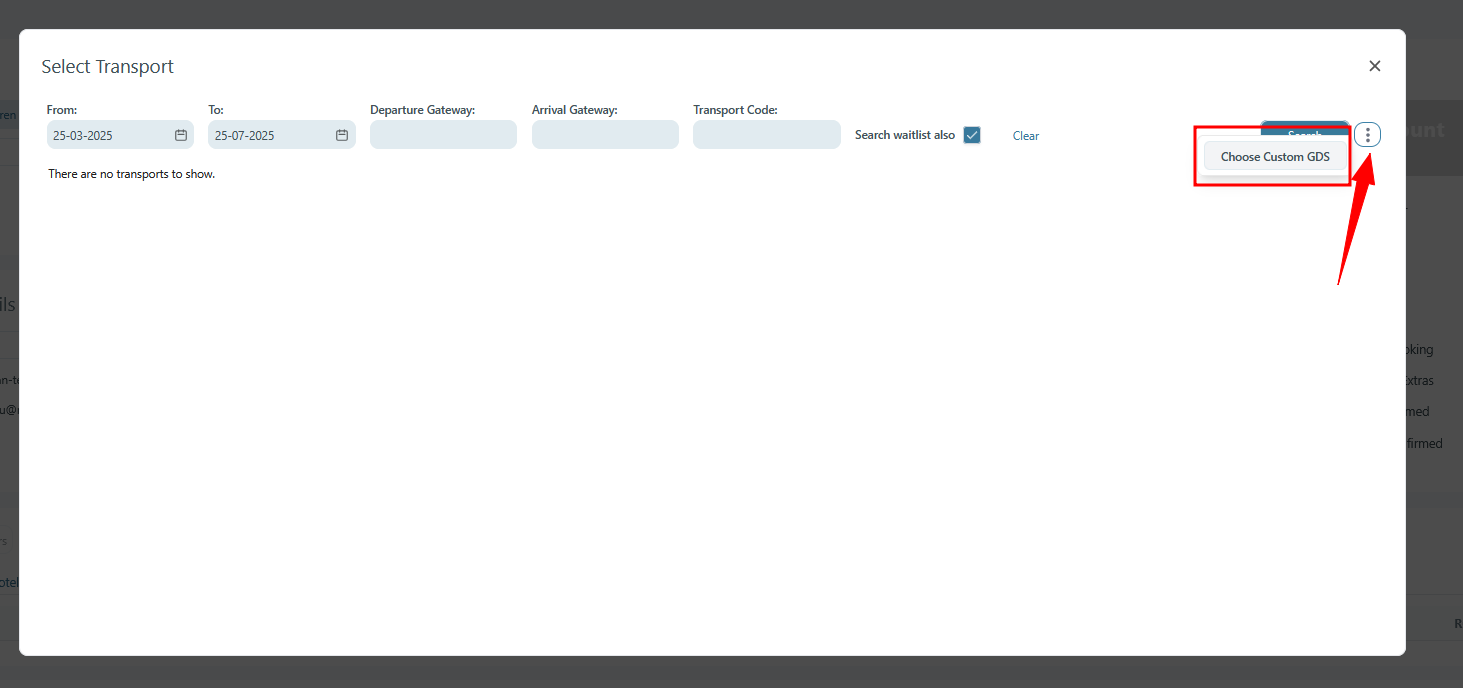 Select Transport
From:
To:
Departure Gateway:
Arrival Gateway:
Transport Code:
25-03-2025
25-07-2025
Search waitlist also
Clear
Search
Choose Custom GDS
There are no transports to show.